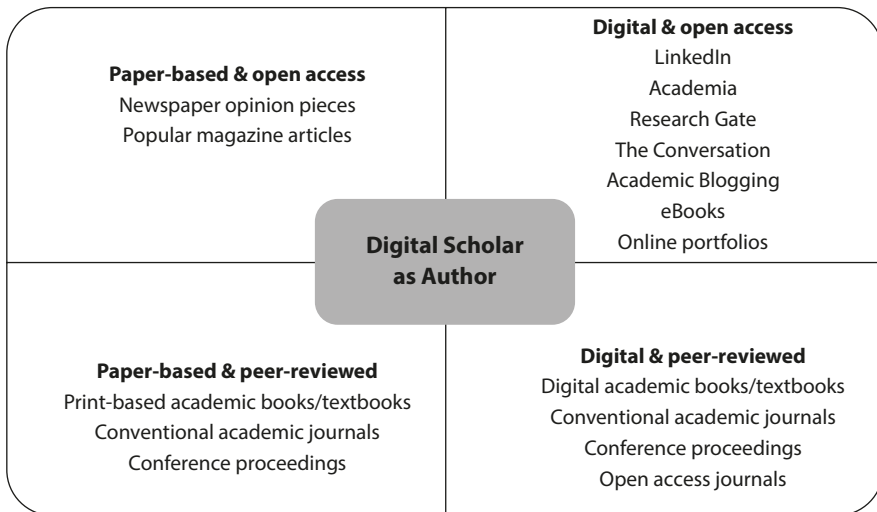 Paper-based & open access
Newspaper opinion pieces
Popular magazine articles
Digital & open access
LinkedIn
Academia
Research Gate
The Conversation
Academic Blogging
eBooks
Online portfolios
Digital Scholar
as Author
Paper-based & peer-reviewed
Print-based academic books/textbooks
Conventional academic journals
Conference proceedings
Digital & peer-reviewed
Digital academic books/textbooks
Conventional academic journals
Conference proceedings
Open access journals